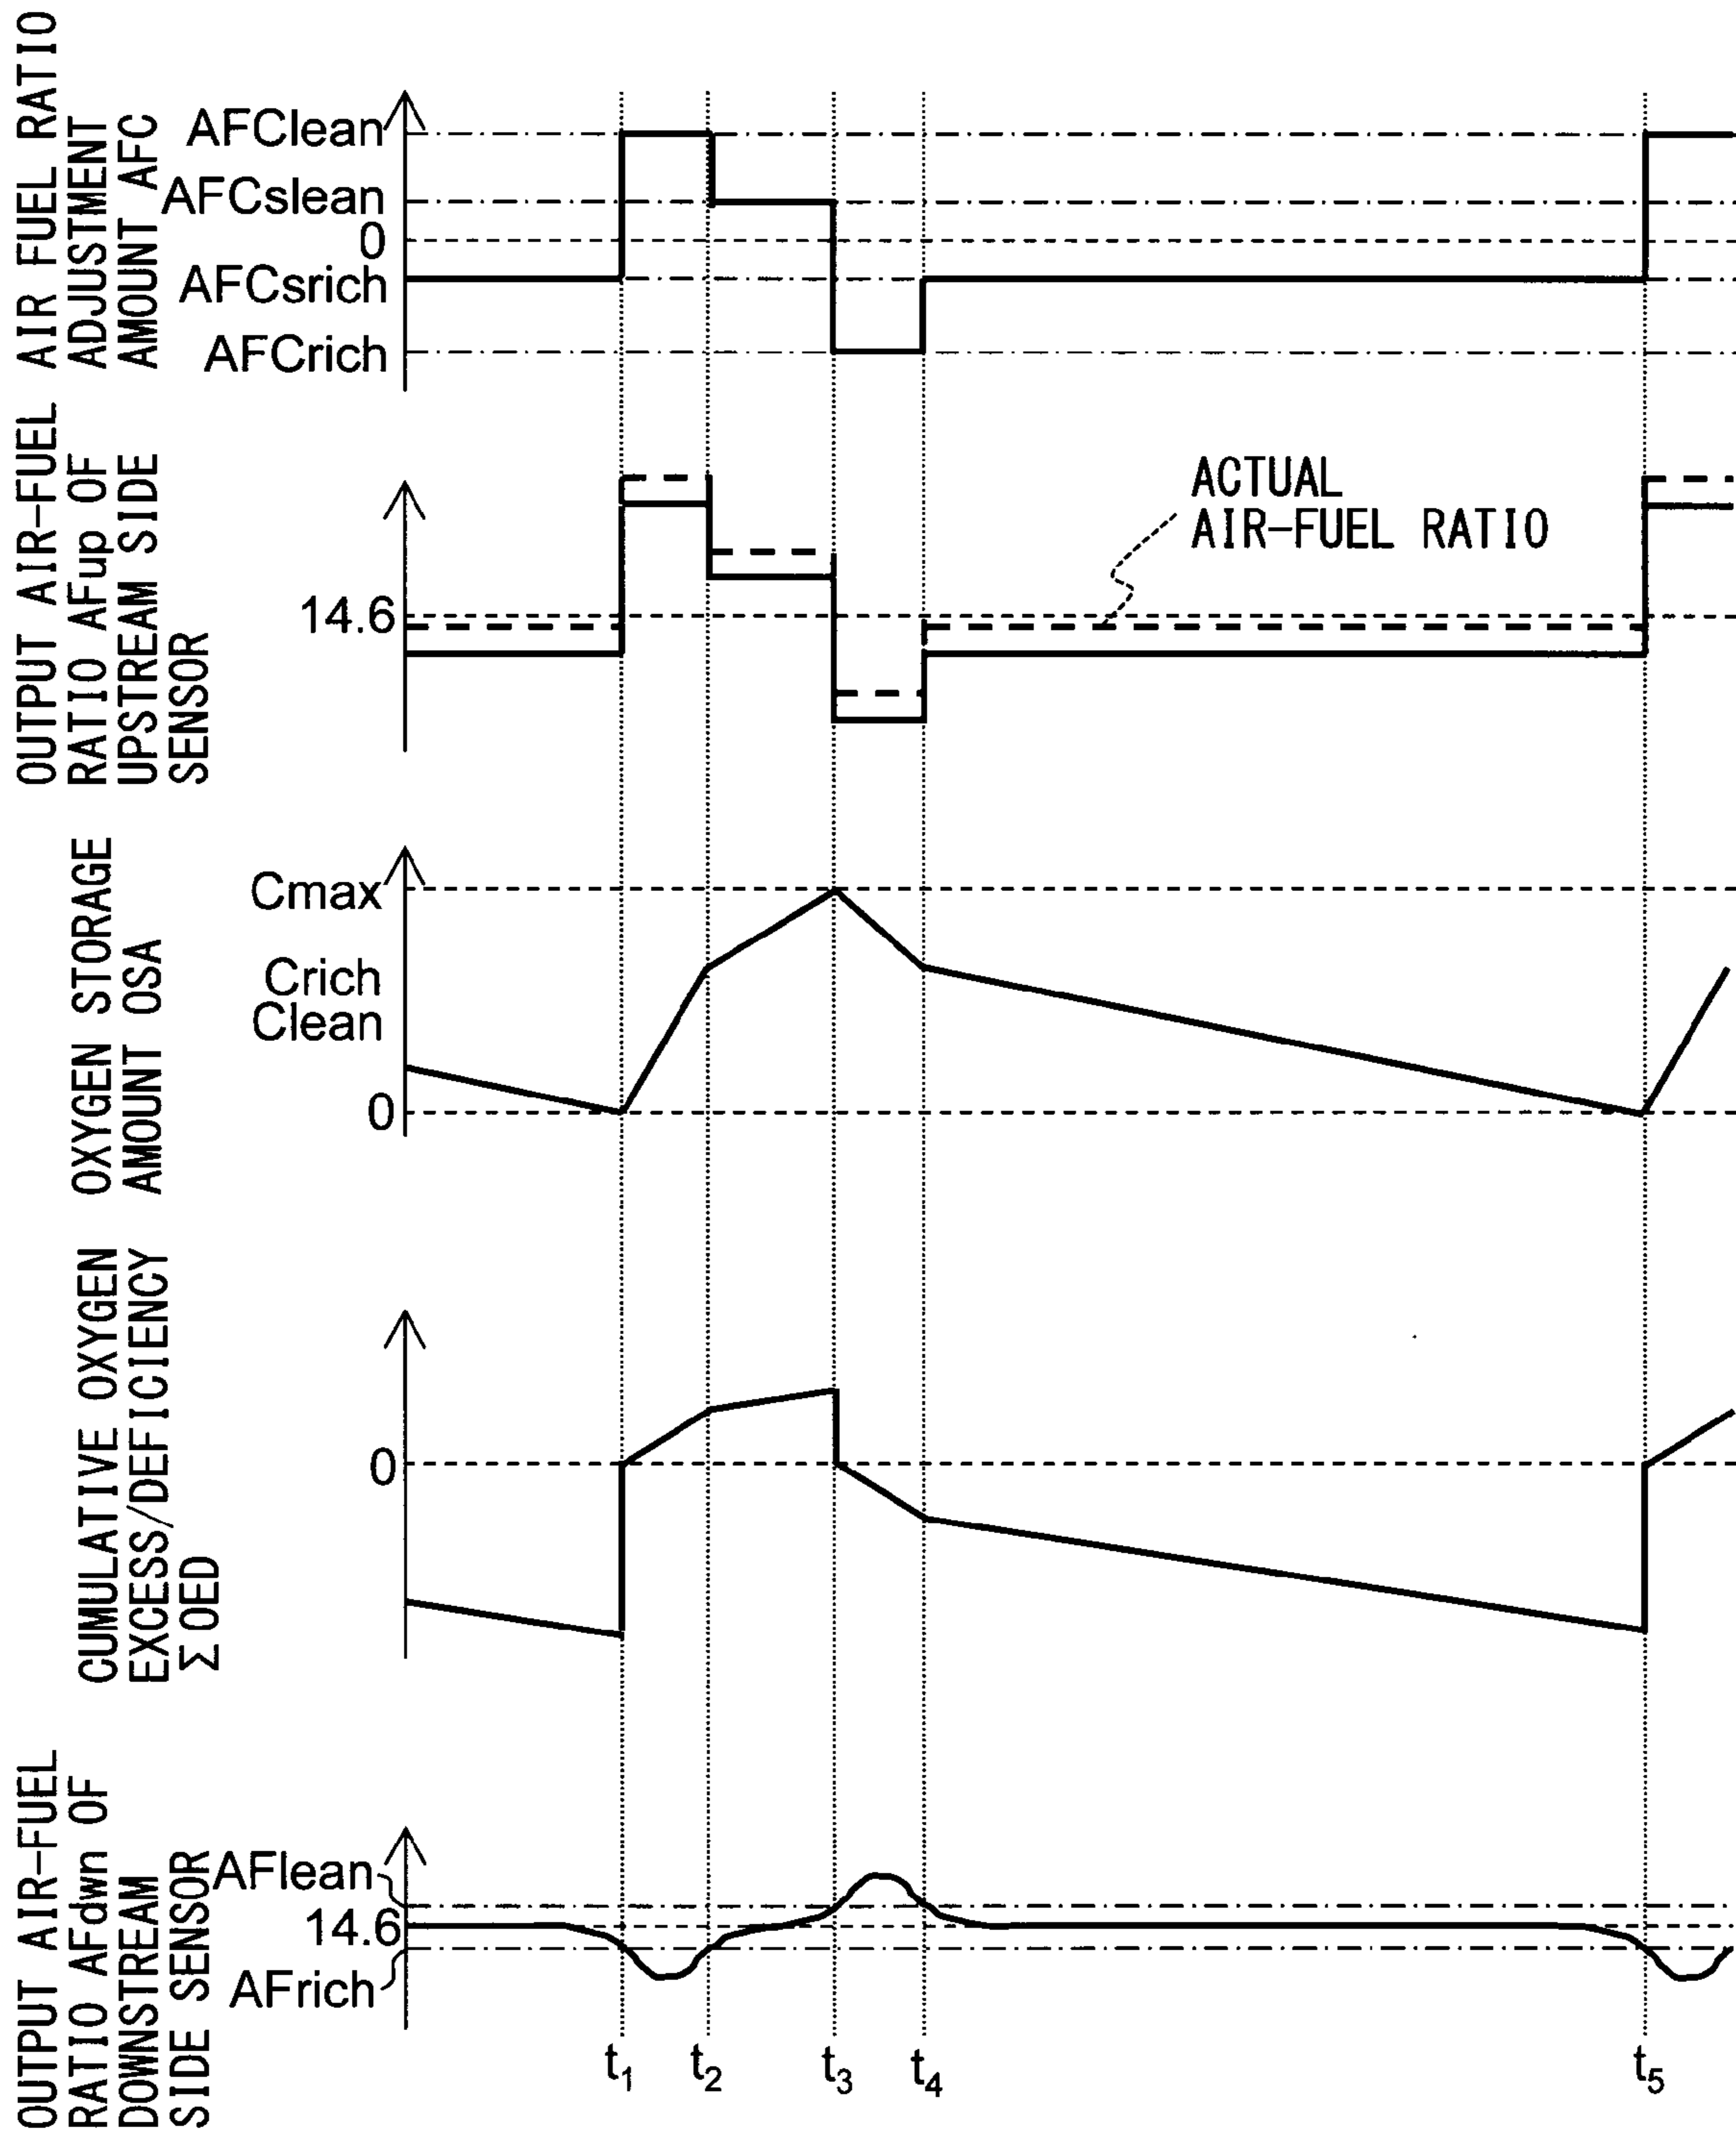 AIR FUEL RATIO
ADJUSTMENT
AMOUNT AFC
AFClean
AFCslean
0
AFCsrich
AFCrich
OUTPUT AIR-FUEL
RATIO AFup OF
UPSTREAM SIDE
SENSOR
14.6
ACTUAL
AIR-FUEL RATIO
OXYGEN STORAGE
AMOUNT OSA
Cmax
Crich
Clean
0
CUMULATIVE OXYGEN
EXCESS/DEFICIENCY
ΣOED
0
OUTPUT AIR-FUEL
RATIO AFdwn OF
DOWNSTREAM
SIDE SENSOR
AFlean
14.6
AFrich
t1 t2 t3 t4 t5